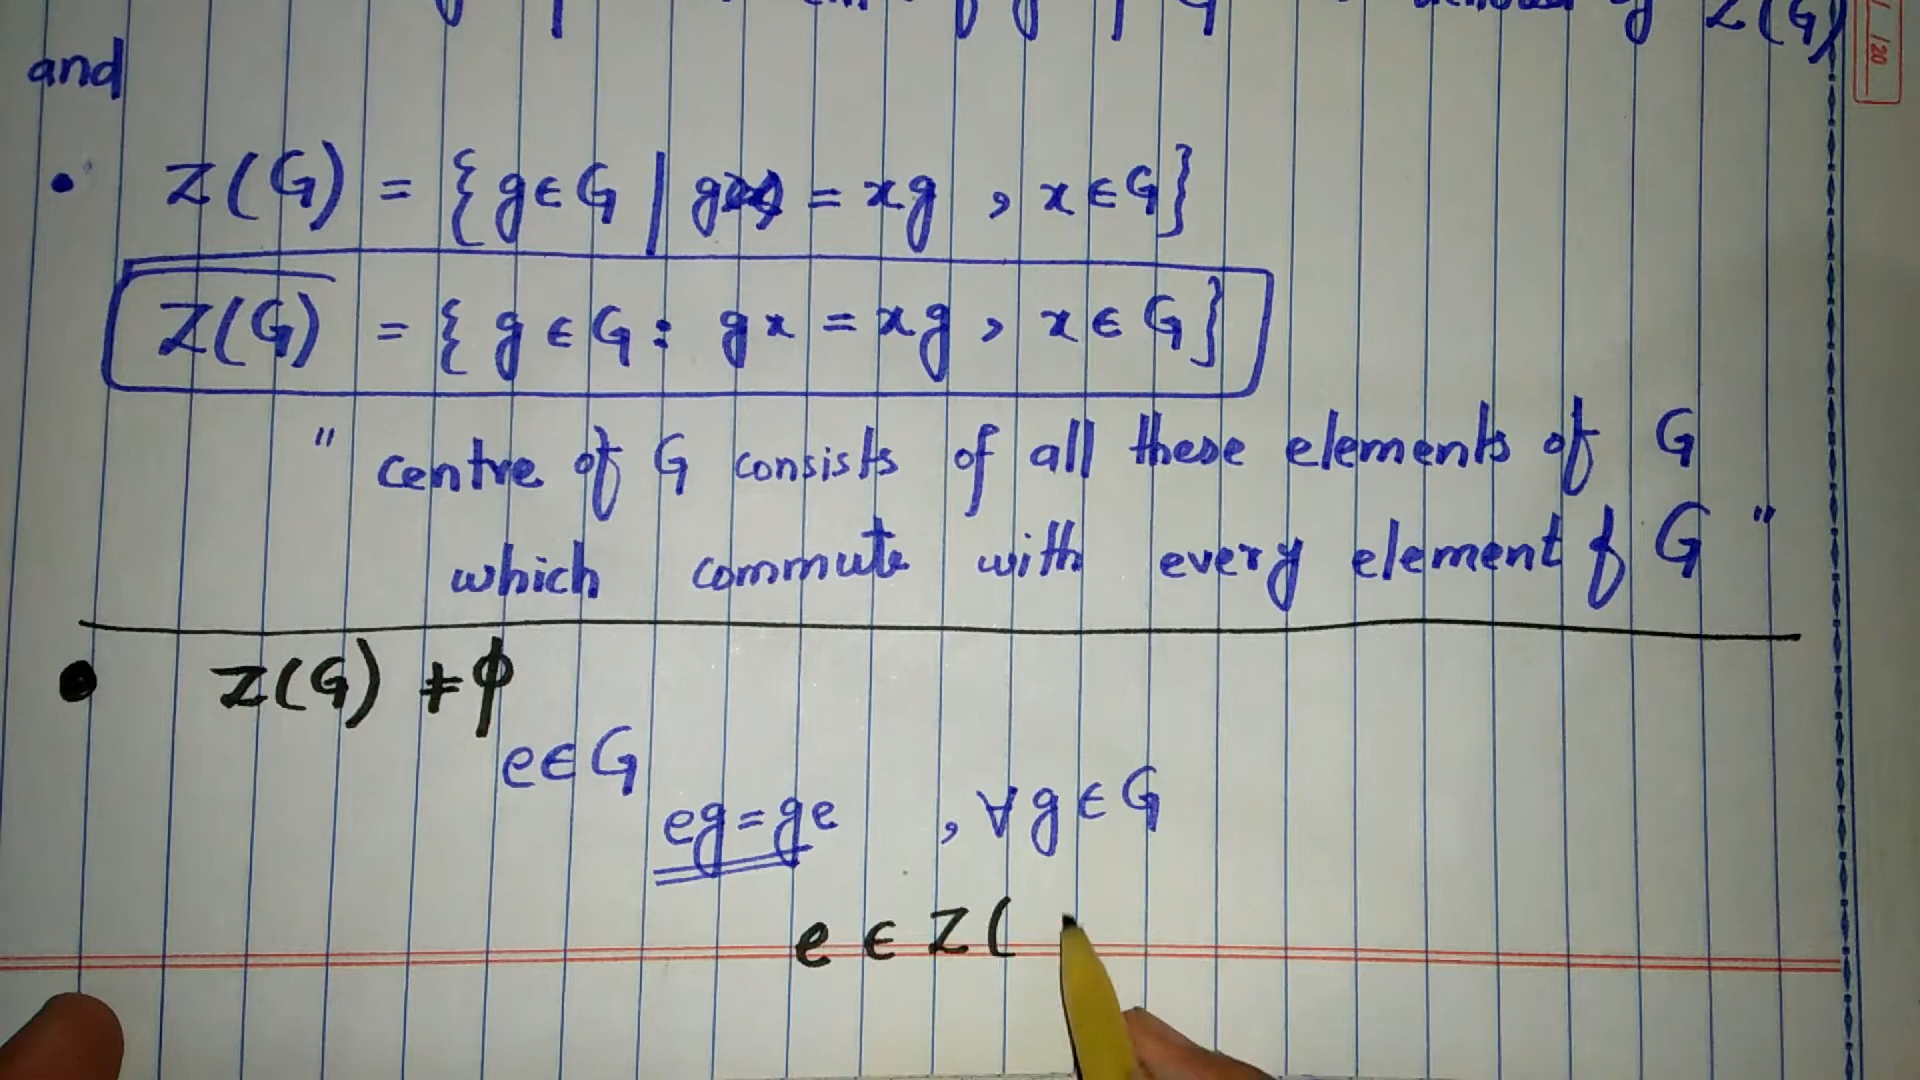 Z(G)
/20
and
• Z(G) = {g∈G | gx = xg , x∈G}
Z(G) = { g ∈ G : gx = xg , x ∈ G}
" centre of G consists of all these elements of G
which commute with every element of G "
• Z(G) ≠ φ
e∈G
eg=ge , ∀g∈G
e ∈ Z(